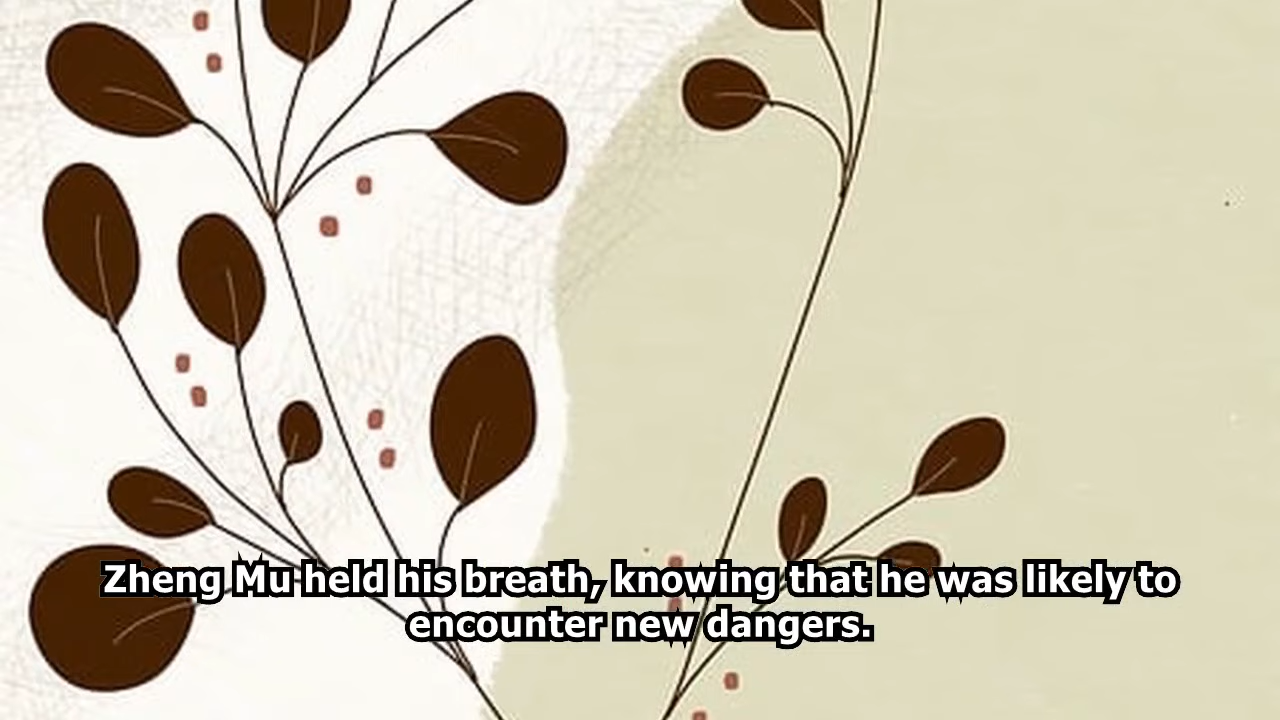 Zheng Mu held his breath, knowing that he was likely to
encounter new dangers.